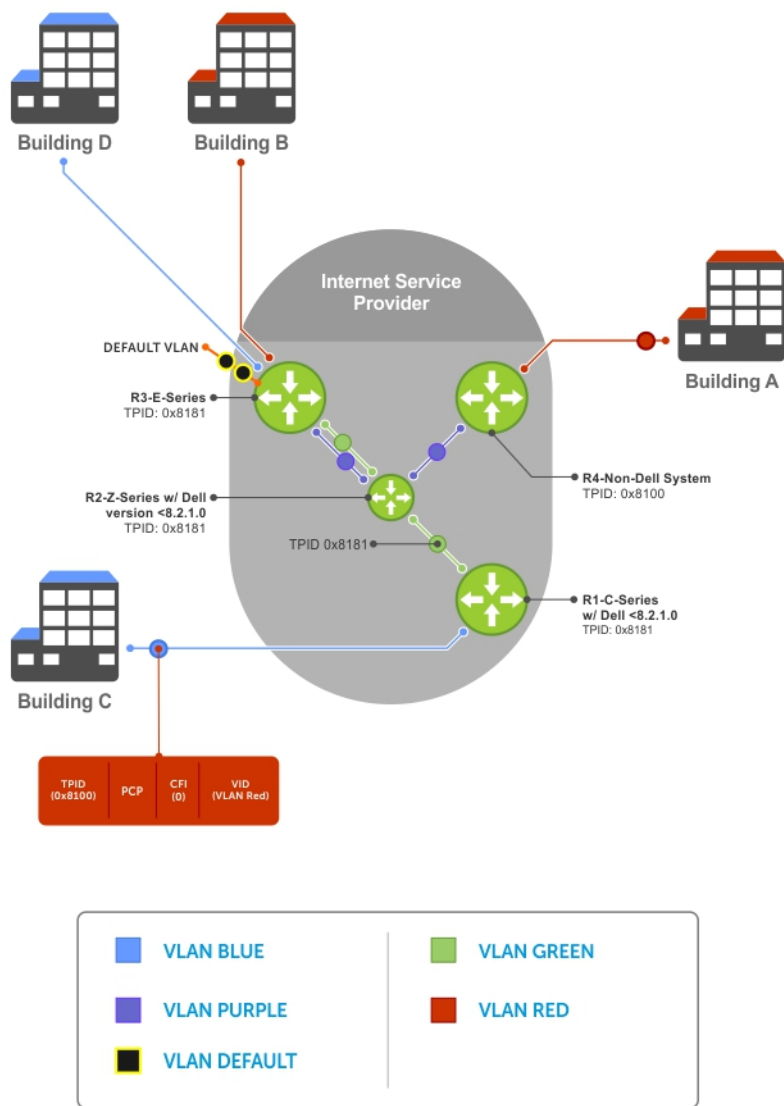 Building D
Building B
Internet Service
Provider
DEFAULT VLAN
Building A
R3-E-Series
TPID: 0x8181
R4-Non-Dell System
TPID: 0x8100
R2-Z-Series w/ Dell
version <8.2.1.0
TPID: 0x8181
TPID 0x8181
R1-C-Series
w/ Dell <8.2.1.0
TPID: 0x8181
Building C
TPID
(0x8100)
PCP
CFI
(0)
VID
(VLAN Red)
VLAN BLUE
VLAN GREEN
VLAN PURPLE
VLAN RED
VLAN DEFAULT